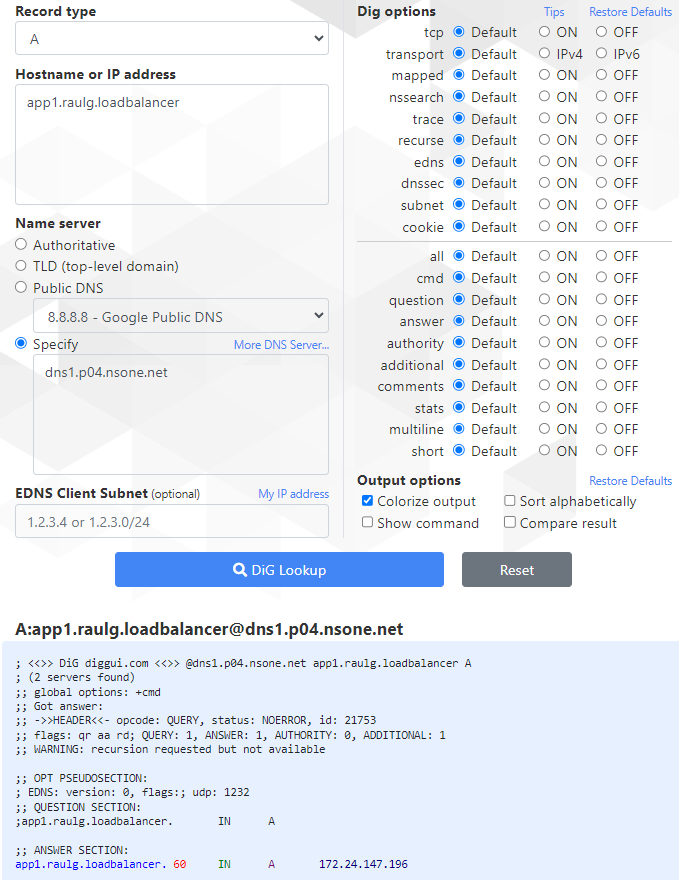 Record type
A
Hostname or IP address
app1.raulg.loadbalancer
Name server
Authoritative
TLD (top-level domain)
Public DNS
8.8.8.8 - Google Public DNS
Specify More DNS Server...
dns1.p04.nsone.net
EDNS Client Subnet (optional) My IP address
1.2.3.4 or 1.2.3.0/24
Dig options Tips Restore Defaults
tcp Default ON OFF
transport Default IPv4 IPv6
mapped Default ON OFF
nssearch Default ON OFF
trace Default ON OFF
recurse Default ON OFF
edns Default ON OFF
dnssec Default ON OFF
subnet Default ON OFF
cookie Default ON OFF
all Default ON OFF
cmd Default ON OFF
question Default ON OFF
answer Default ON OFF
authority Default ON OFF
additional Default ON OFF
comments Default ON OFF
stats Default ON OFF
multiline Default ON OFF
short Default ON OFF
Output options Restore Defaults
Colorize output Sort alphabetically
Show command Compare result
DiG Lookup Reset
A:app1.raulg.loadbalancer@dns1.p04.nsone.net
; <<>> DiG diggui.com <<>> @dns1.p04.nsone.net app1.raulg.loadbalancer A
; (2 servers found)
;; global options: +cmd
;; Got answer:
;; ->>HEADER<<- opcode: QUERY, status: NOERROR, id: 21753
;; flags: qr aa rd; QUERY: 1, ANSWER: 1, AUTHORITY: 0, ADDITIONAL: 1
;; WARNING: recursion requested but not available
;; OPT PSEUDOSECTION:
; EDNS: version: 0, flags:; udp: 1232
;; QUESTION SECTION:
;app1.raulg.loadbalancer. IN A
;; ANSWER SECTION:
app1.raulg.loadbalancer. 60 IN A 172.24.147.196